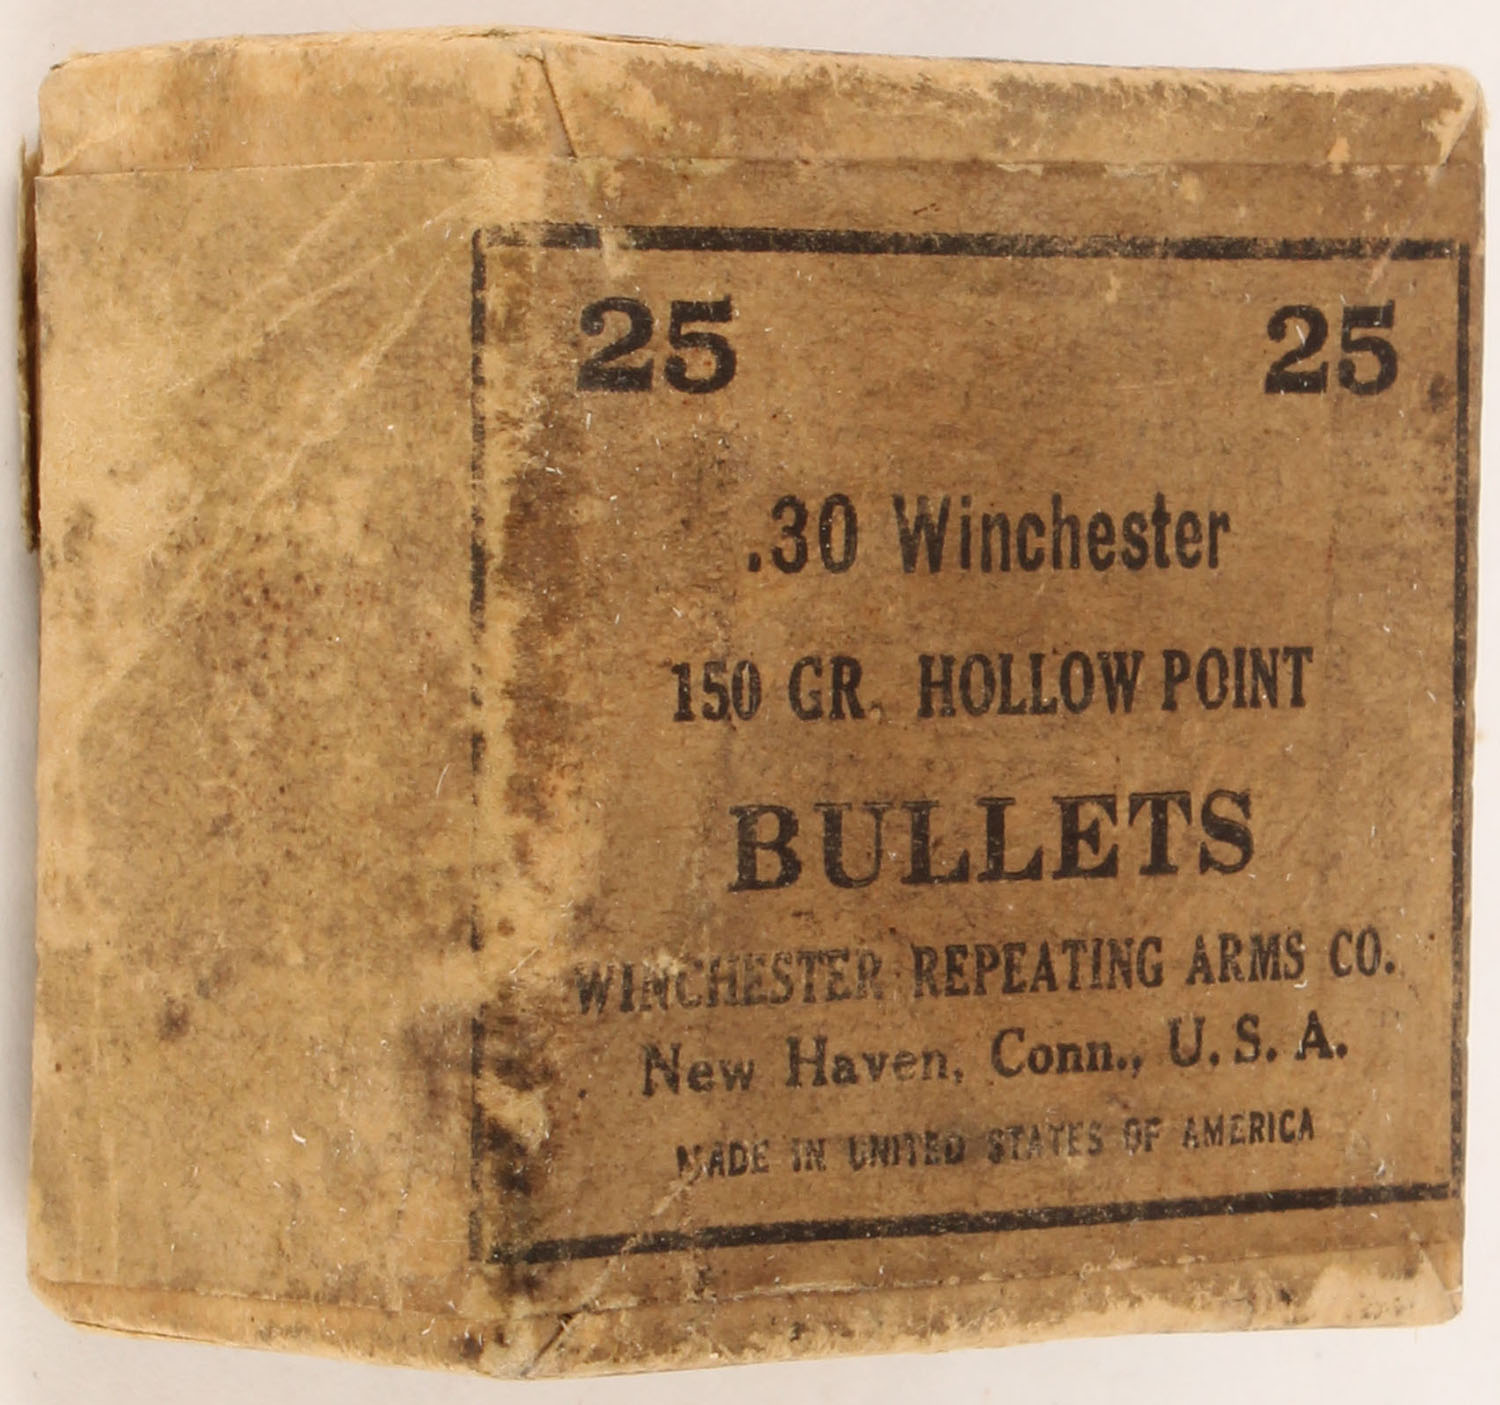 25 25
.30 Winchester
150 GR. HOLLOW POINT
BULLETS
WINCHESTER REPEATING ARMS CO.
New Haven, Conn., U. S. A.
MADE IN UNITED STATES OF AMERICA